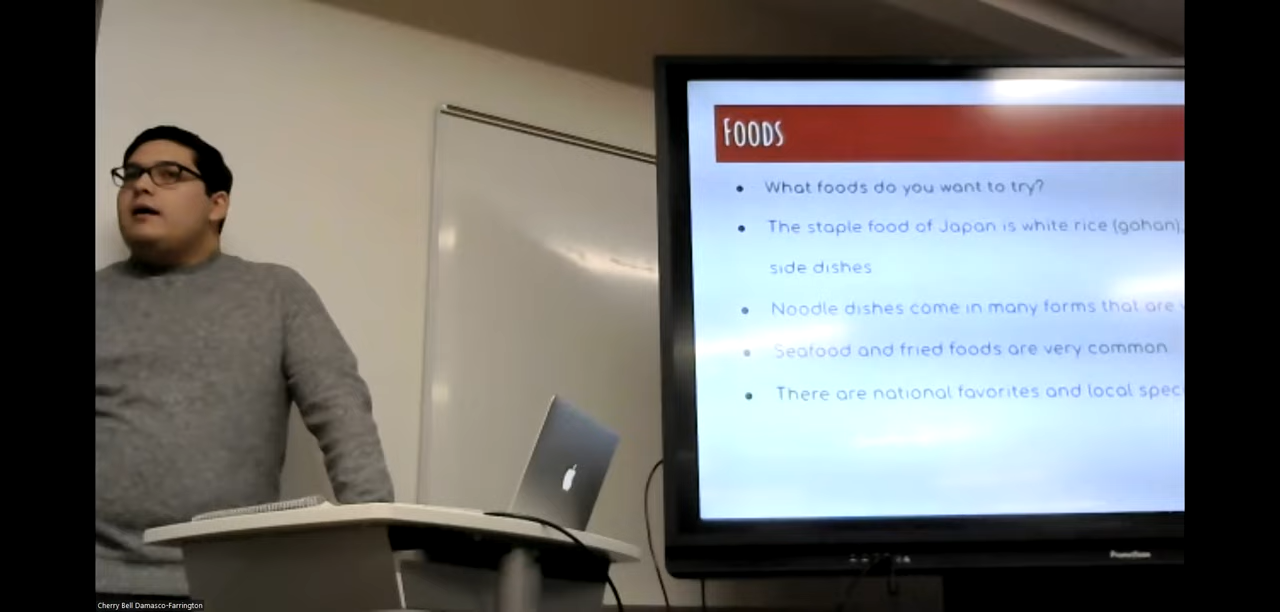 FOODS
• What foods do you want to try?
• The staple food of Japan is white rice (gohan),
side dishes
• Noodle dishes come in many forms that are
• Seafood and fried foods are very common
• There are national favorites and local spec
Promethean
Cherry Bell Damasco-Farrington